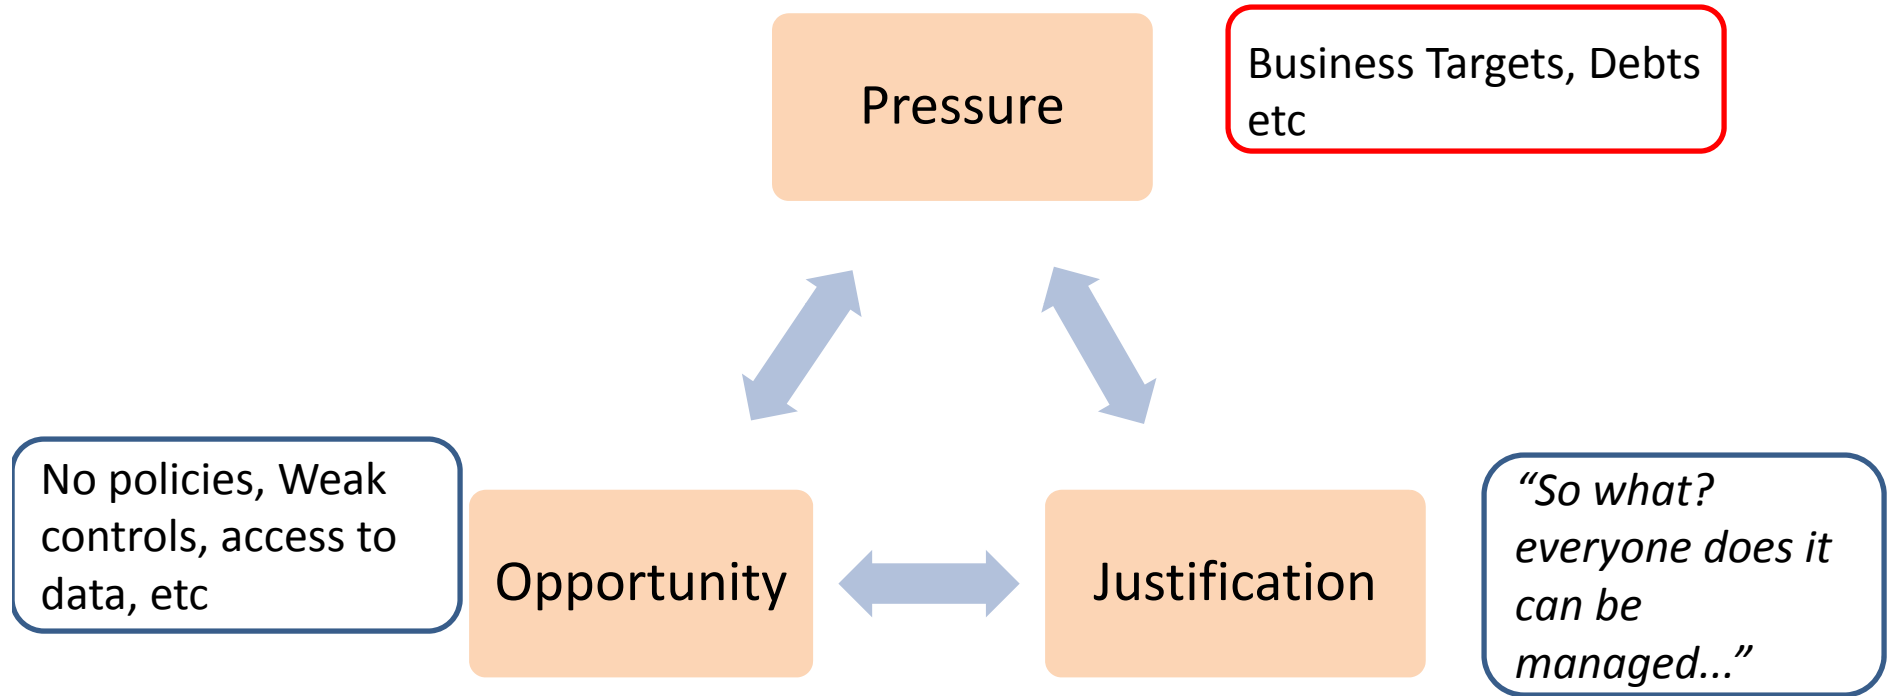 Pressure
Business Targets, Debts
etc
No policies, Weak
controls, access to
data, etc
Opportunity
Justification
“So what?
everyone does it
can be
managed...”